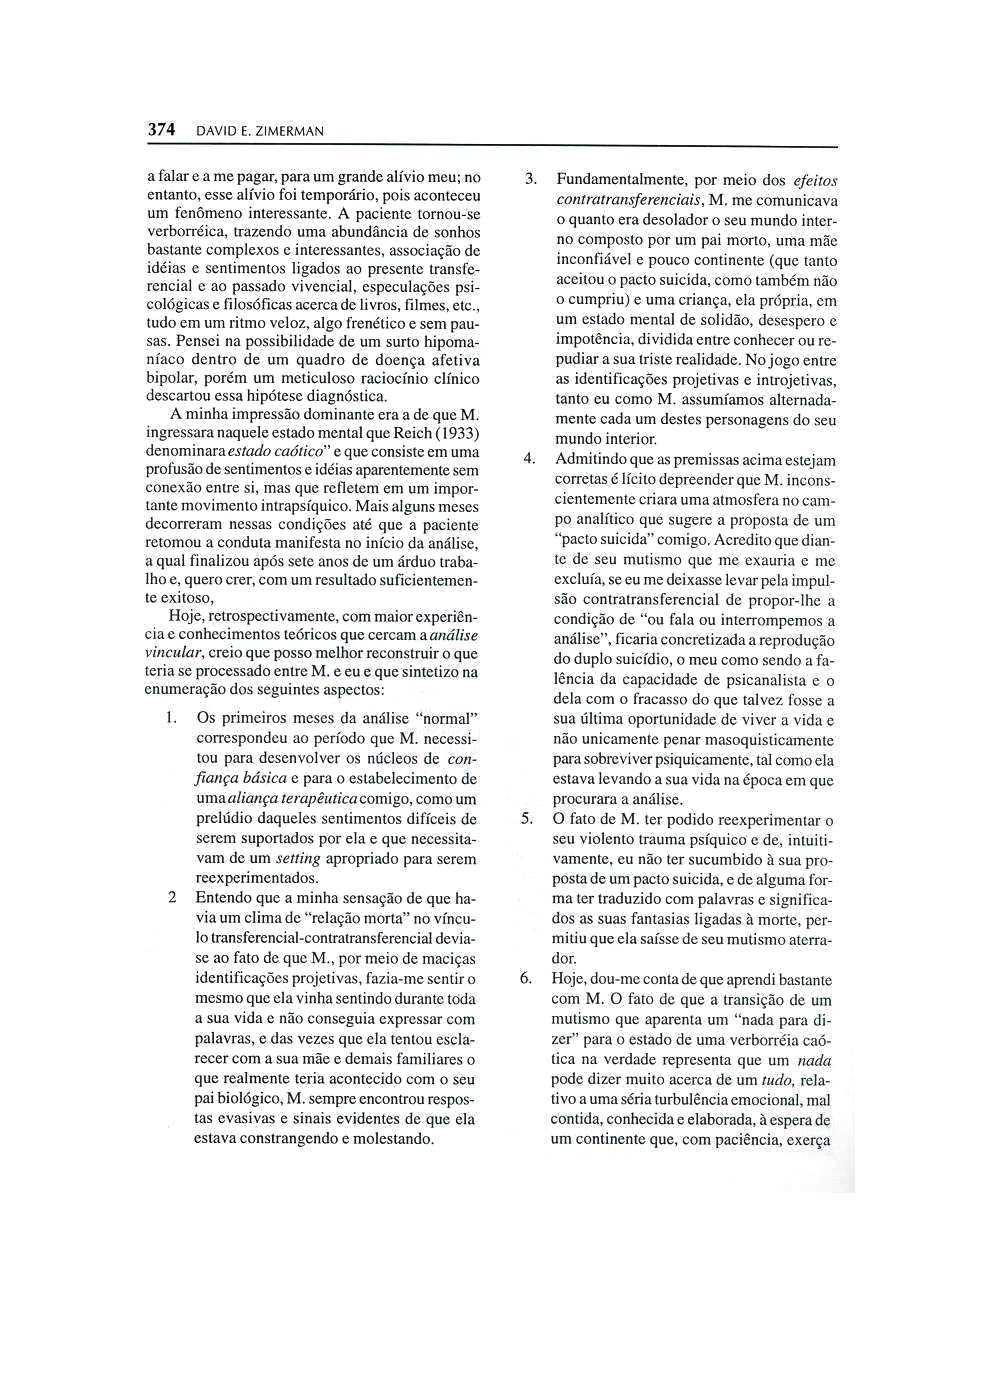 374 DAVID E. ZIMERMAN
a falar e a me pagar, para um grande alívio meu; no
entanto, esse alívio foi temporário, pois aconteceu
um fenômeno interessante. A paciente tornou-se
verborréica, trazendo uma abundância de sonhos
bastante complexos e interessantes, associação de
idéias e sentimentos ligados ao presente transfe-
rencial e ao passado vivencial, especulações psi-
cológicas e filosóficas acerca de livros, filmes, etc.,
tudo em um ritmo veloz, algo frenético e sem pau-
sas. Pensei na possibilidade de um surto hipoma-
níaco dentro de um quadro de doença afetiva
bipolar, porém um meticuloso raciocínio clínico
descartou essa hipótese diagnóstica.
A minha impressão dominante era a de que M.
ingressara naquele estado mental que Reich (1933)
denominara estado caótico" e que consiste em uma
profusão de sentimentos e idéias aparentemente sem
conexão entre si, mas que refletem em um impor-
tante movimento intrapsíquico. Mais alguns meses
decorreram nessas condições até que a paciente
retomou a conduta manifesta no início da análise,
a qual finalizou após sete anos de um árduo traba-
lho e, quero crer, com um resultado suficientemen-
te exitoso,
Hoje, retrospectivamente, com maior experiên-
cia e conhecimentos teóricos que cercam a análise
vincular, creio que posso melhor reconstruir o que
teria se processado entre M. e eu e que sintetizo na
enumeração dos seguintes aspectos:
1. Os primeiros meses da análise “normal”
correspondeu ao período que M. necessi-
tou para desenvolver os núcleos de con-
fiança básica e para o estabelecimento de
uma aliança terapêutica comigo, como um
prelúdio daqueles sentimentos difíceis de
serem suportados por ela e que necessita-
vam de um setting apropriado para serem
reexperimentados.
2 Entendo que a minha sensação de que ha-
via um clima de “relação morta” no víncu-
lo transferencial-contratransferencial devia-
se ao fato de que M., por meio de maciças
identificações projetivas, fazia-me sentir o
mesmo que ela vinha sentindo durante toda
a sua vida e não conseguia expressar com
palavras, e das vezes que ela tentou escla-
recer com a sua mãe e demais familiares o
que realmente teria acontecido com o seu
pai biológico, M. sempre encontrou respos-
tas evasivas e sinais evidentes de que ela
estava constrangendo e molestando.
3. Fundamentalmente, por meio dos efeitos
contratransferenciais, M. me comunicava
o quanto era desolador o seu mundo inter-
no composto por um pai morto, uma mãe
inconfiável e pouco continente (que tanto
aceitou o pacto suicida, como também não
o cumpriu) e uma criança, ela própria, em
um estado mental de solidão, desespero e
impotência, dividida entre conhecer ou re-
pudiar a sua triste realidade. No jogo entre
as identificações projetivas e introjetivas,
tanto eu como M. assumíamos alternada-
mente cada um destes personagens do seu
mundo interior.
4. Admitindo que as premissas acima estejam
corretas é lícito depreender que M. incons-
cientemente criara uma atmosfera no cam-
po analítico que sugere a proposta de um
“pacto suicida” comigo. Acredito que dian-
te de seu mutismo que me exauria e me
excluía, se eu me deixasse levar pela impul-
são contratransferencial de propor-lhe a
condição de “ou fala ou interrompemos a
análise”, ficaria concretizada a reprodução
do duplo suicídio, o meu como sendo a fa-
lência da capacidade de psicanalista e o
dela com o fracasso do que talvez fosse a
sua última oportunidade de viver a vida e
não unicamente penar masoquisticamente
para sobreviver psiquicamente, tal como ela
estava levando a sua vida na época em que
procurara a análise.
5. O fato de M. ter podido reexperimentar o
seu violento trauma psíquico e de, intuiti-
vamente, eu não ter sucumbido à sua pro-
posta de um pacto suicida, e de alguma for-
ma ter traduzido com palavras e significa-
dos as suas fantasias ligadas à morte, per-
mitiu que ela saísse de seu mutismo aterra-
dor.
6. Hoje, dou-me conta de que aprendi bastante
com M. O fato de que a transição de um
mutismo que aparenta um “nada para di-
zer” para o estado de uma verborréia caó-
tica na verdade representa que um nada
pode dizer muito acerca de um tudo, rela-
tivo a uma séria turbulência emocional, mal
contida, conhecida e elaborada, à espera de
um continente que, com paciência, exerça